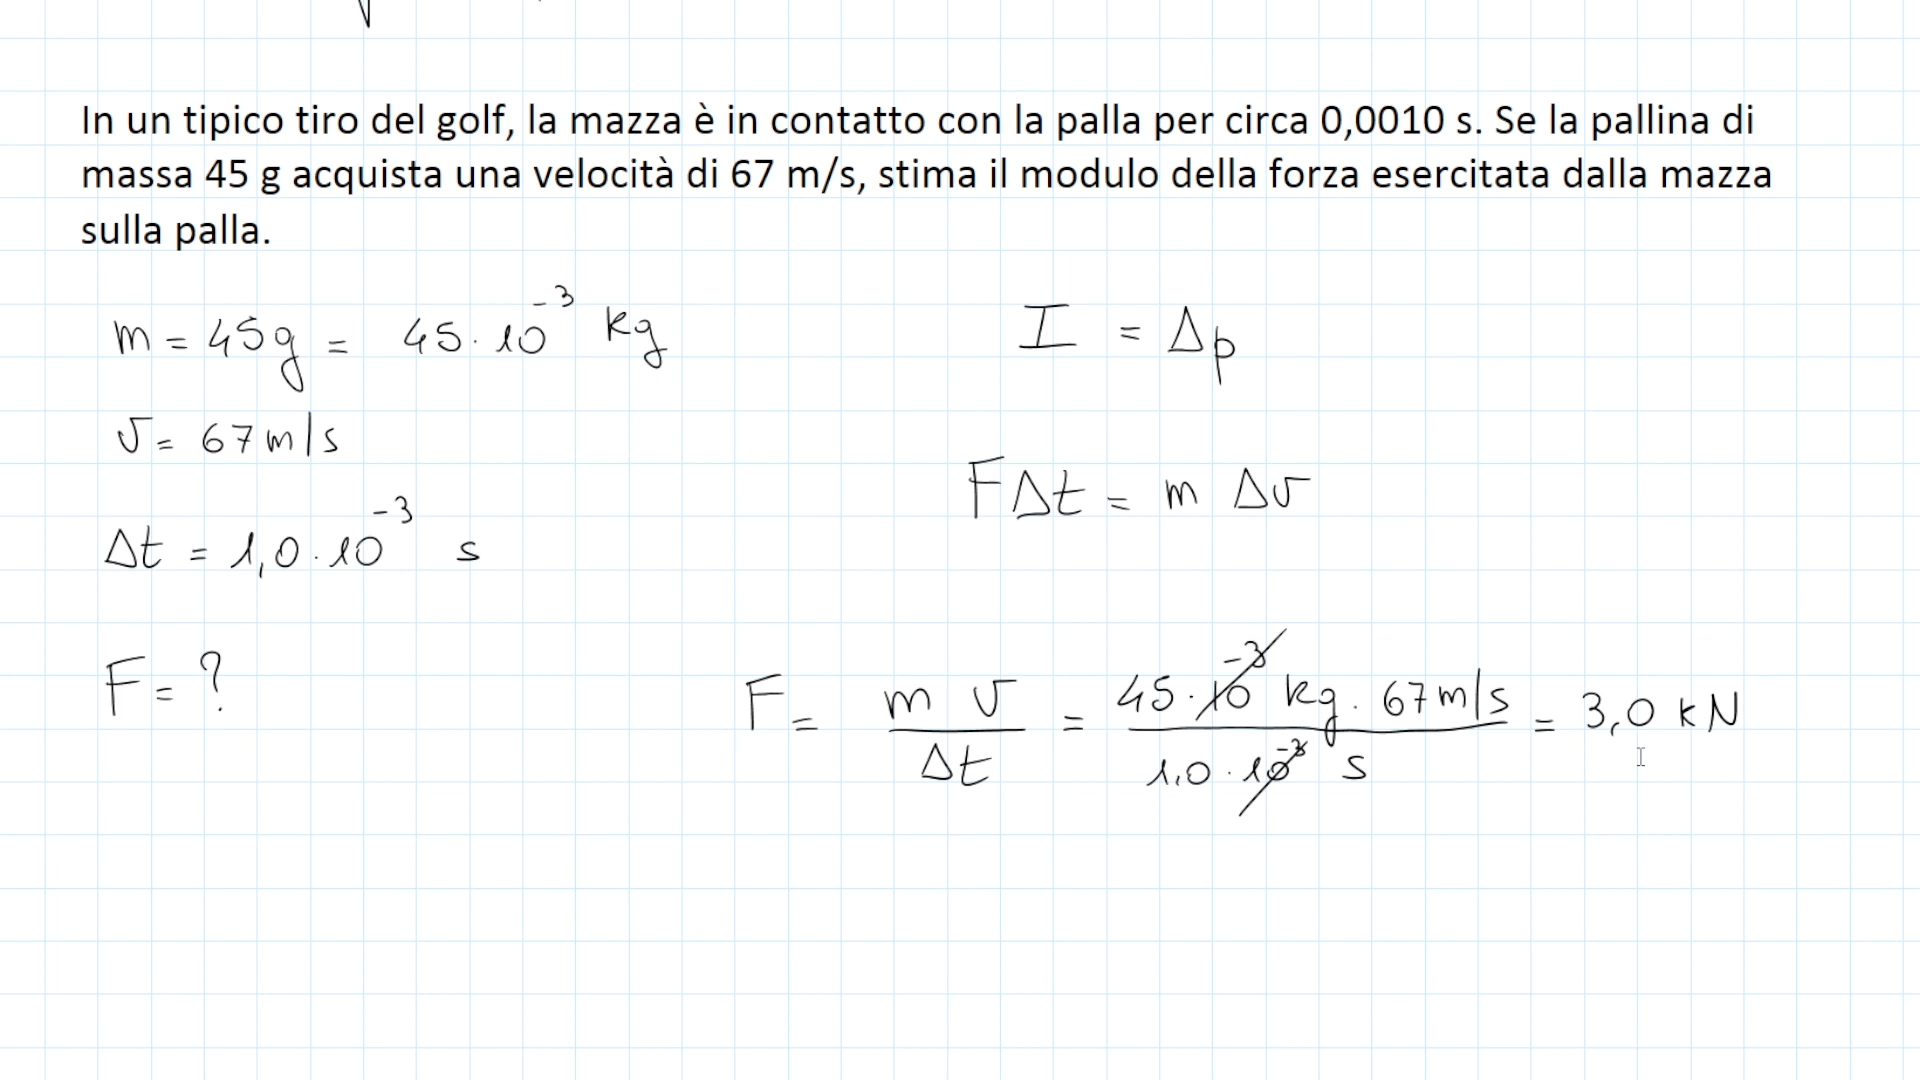 In un tipico tiro del golf, la mazza è in contatto con la palla per circa 0,0010 s. Se la pallina di
massa 45 g acquista una velocità di 67 m/s, stima il modulo della forza esercitata dalla mazza
sulla palla.
m = 45g = 45·10⁻³ kg
v = 67 m/s
Δt = 1,0·10⁻³ s
F = ?
I = Δp
FΔt = m Δv
F = m v / Δt = 45·10⁻³ kg · 67 m/s / 1,0·10⁻³ s = 3,0 kN